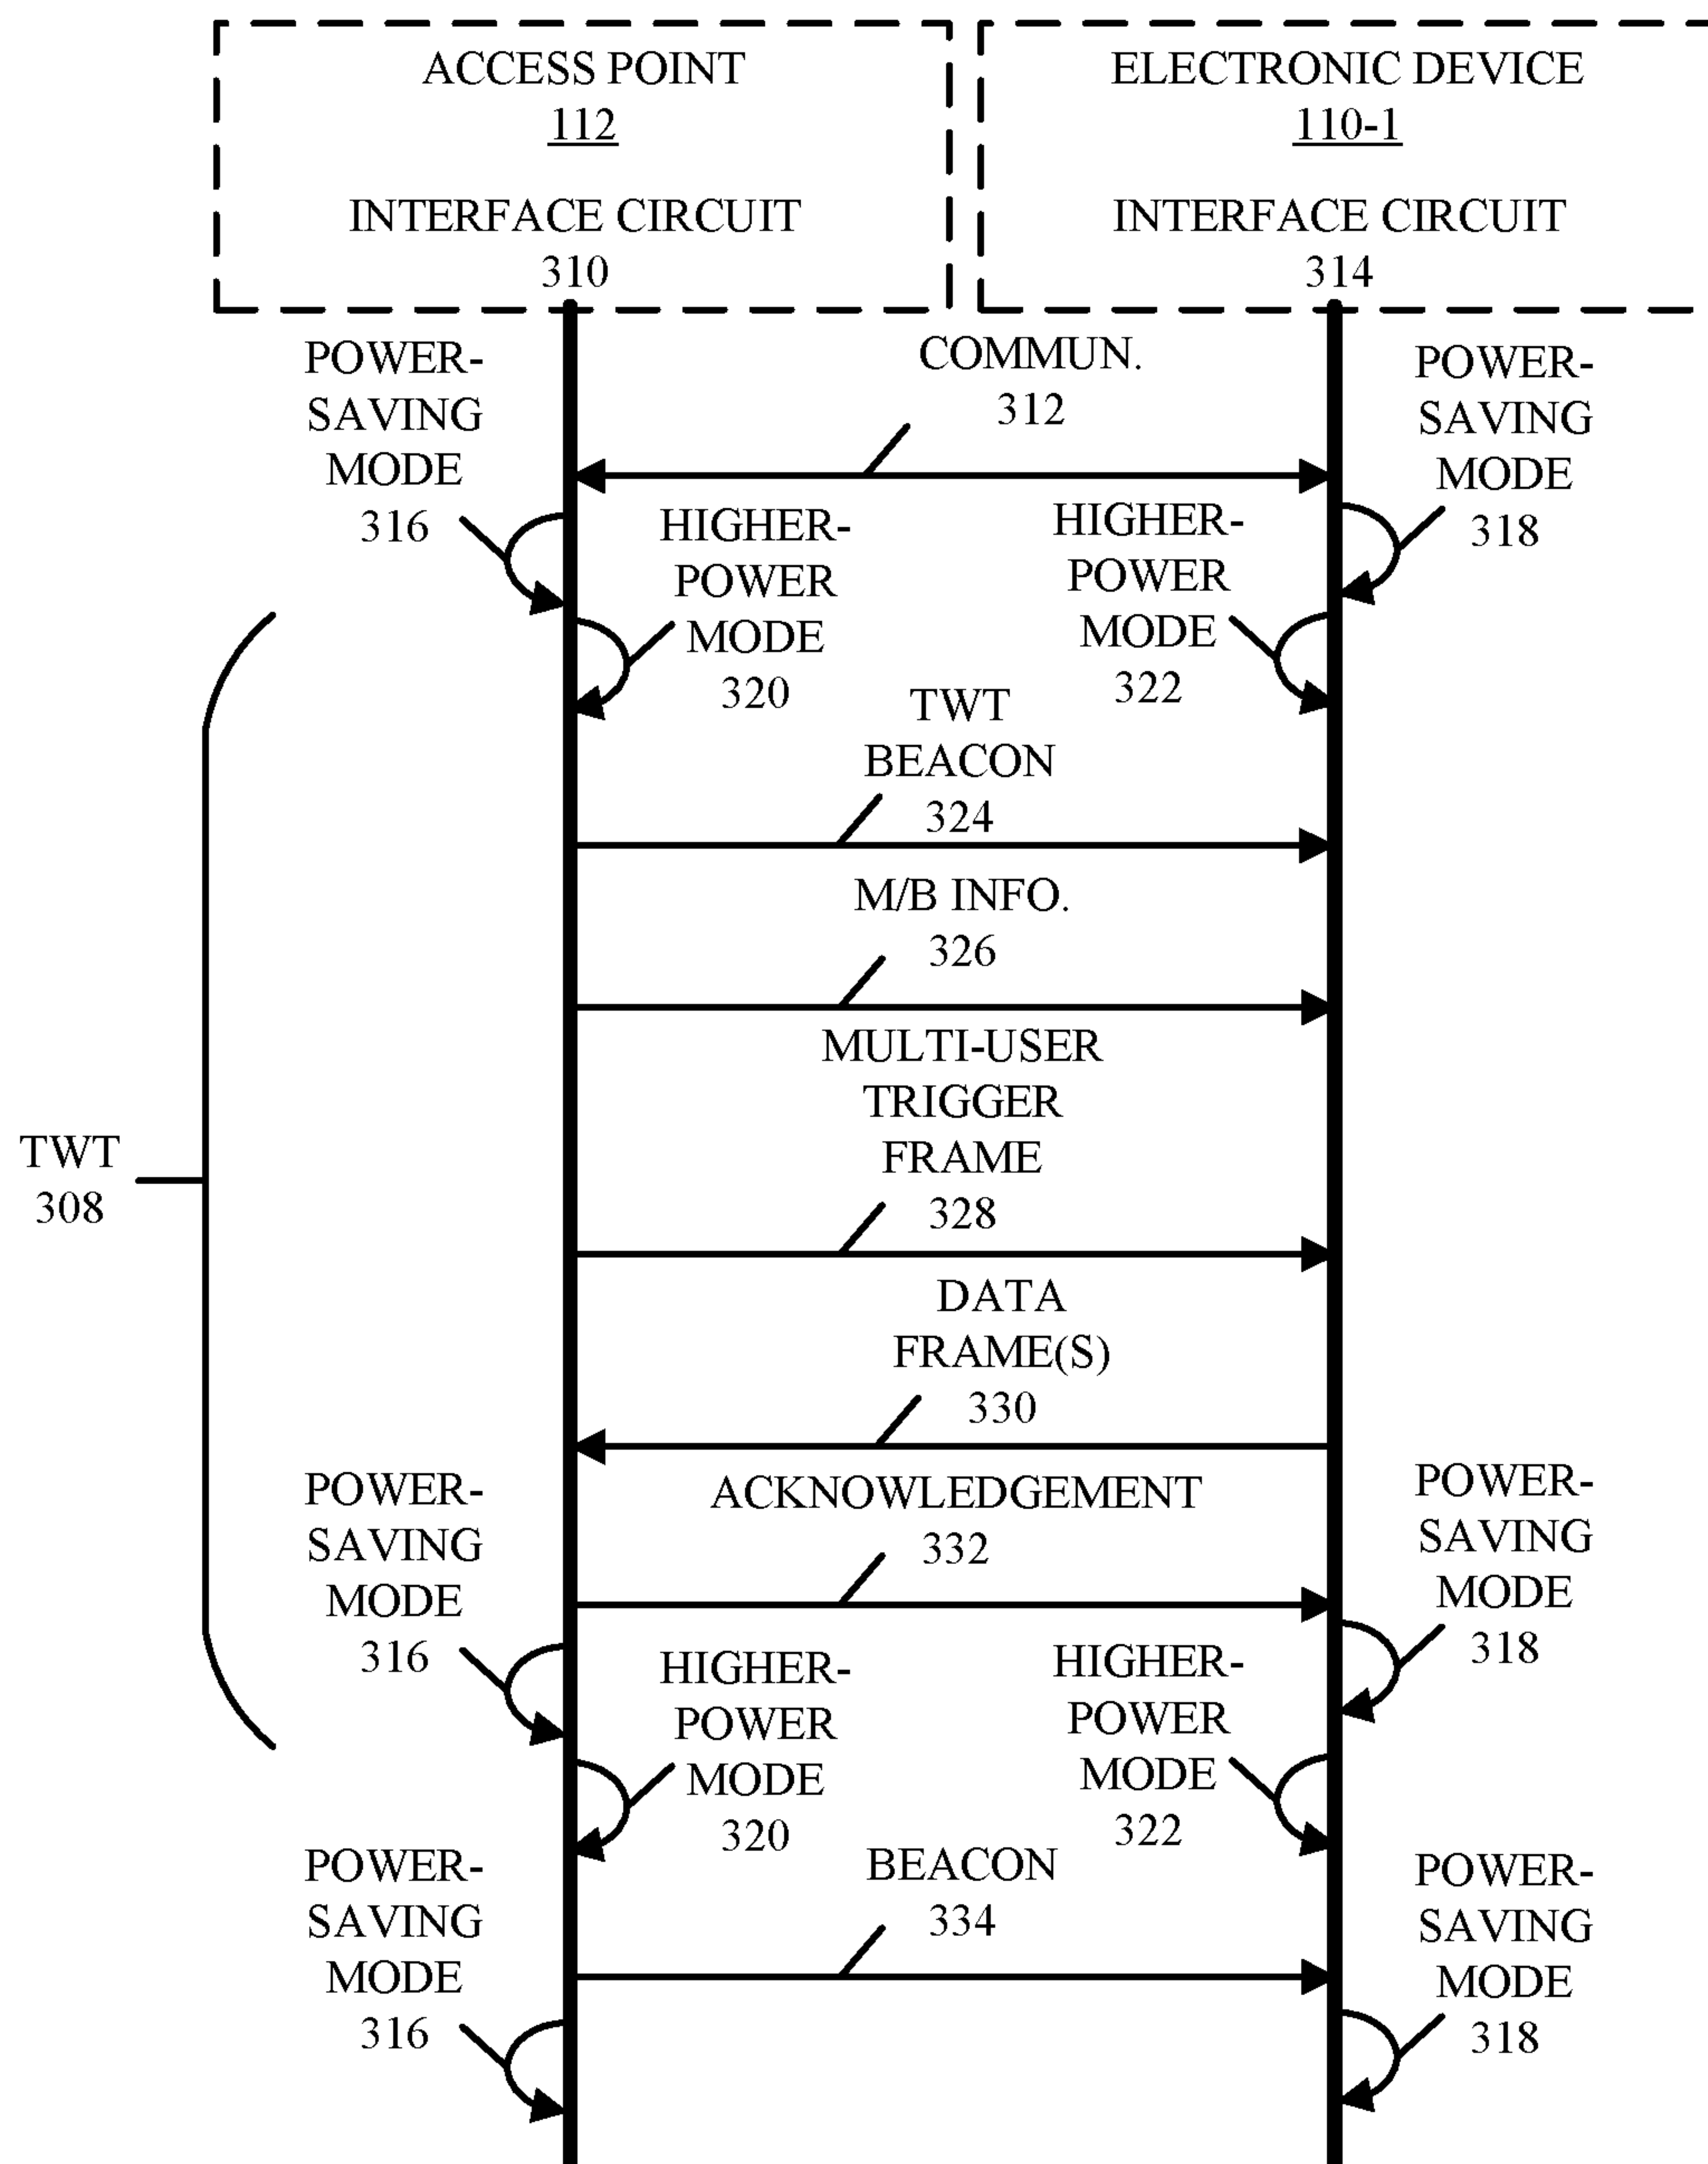 ACCESS POINT
112
INTERFACE CIRCUIT
310
ELECTRONIC DEVICE
110-1
INTERFACE CIRCUIT
314
POWER-
SAVING
MODE
316
COMMUN.
312
POWER-
SAVING
MODE
318
HIGHER-
POWER
MODE
320
HIGHER-
POWER
MODE
322
TWT
BEACON
324
M/B INFO.
326
MULTI-USER
TRIGGER
FRAME
328
TWT
308
DATA
FRAME(S)
330
POWER-
SAVING
MODE
316
ACKNOWLEDGEMENT
332
POWER-
SAVING
MODE
318
HIGHER-
POWER
MODE
320
HIGHER-
POWER
MODE
322
POWER-
SAVING
MODE
316
BEACON
334
POWER-
SAVING
MODE
318